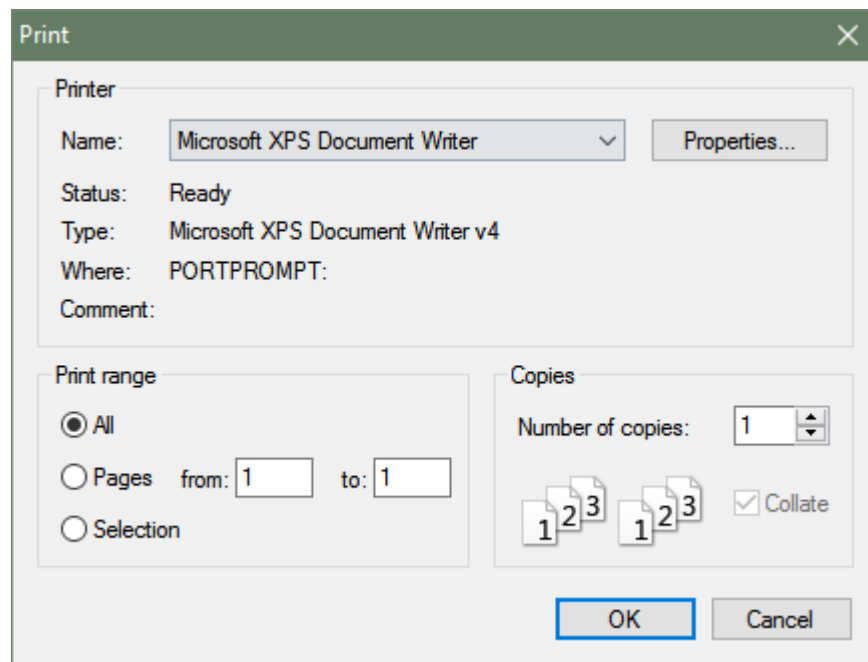 Print
Printer
Name: Microsoft XPS Document Writer Properties...
Status: Ready
Type: Microsoft XPS Document Writer v4
Where: PORTPROMPT:
Comment:
Print range
All
Pages from: 1 to: 1
Selection
Copies
Number of copies: 1
1 2 3 1 2 3 Collate
OK Cancel